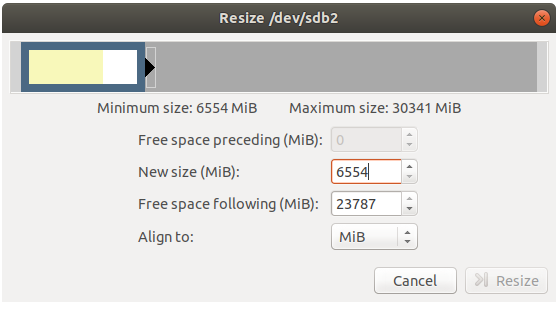 Resize /dev/sdb2
Minimum size: 6554 MiB Maximum size: 30341 MiB
Free space preceding (MiB): 0
New size (MiB): 6554
Free space following (MiB): 23787
Align to: MiB
Cancel Resize